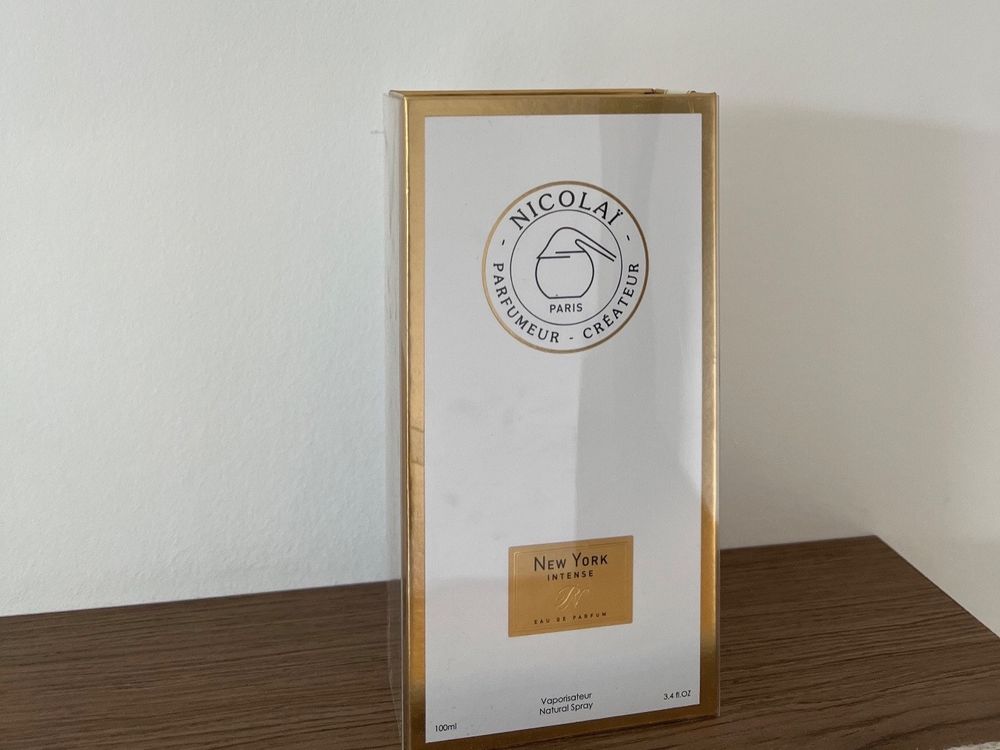 NICOLAÏ
PARFUMEUR - CRÉATEUR
PARIS
NEW YORK
INTENSE
EAU DE PARFUM
Vaporisateur
Natural Spray
100ml
3.4 fl.OZ